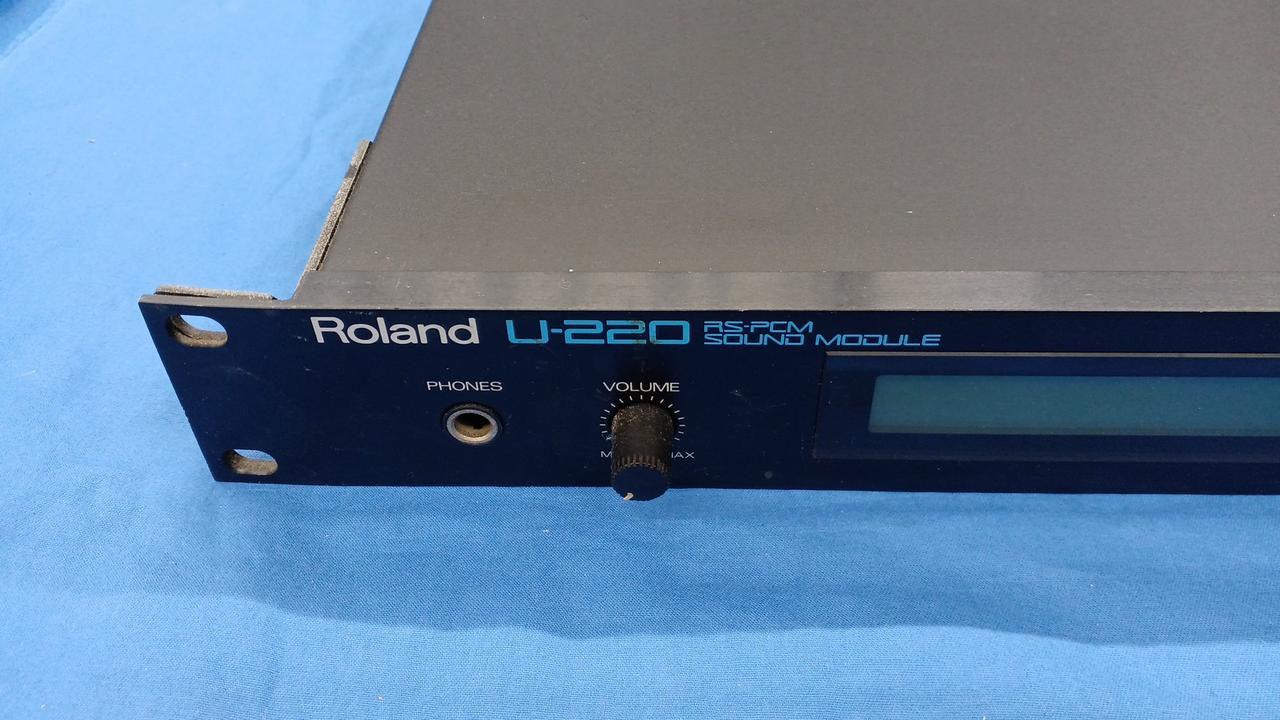 Roland U-220 RS-PCM
SOUND MODULE
PHONES
VOLUME